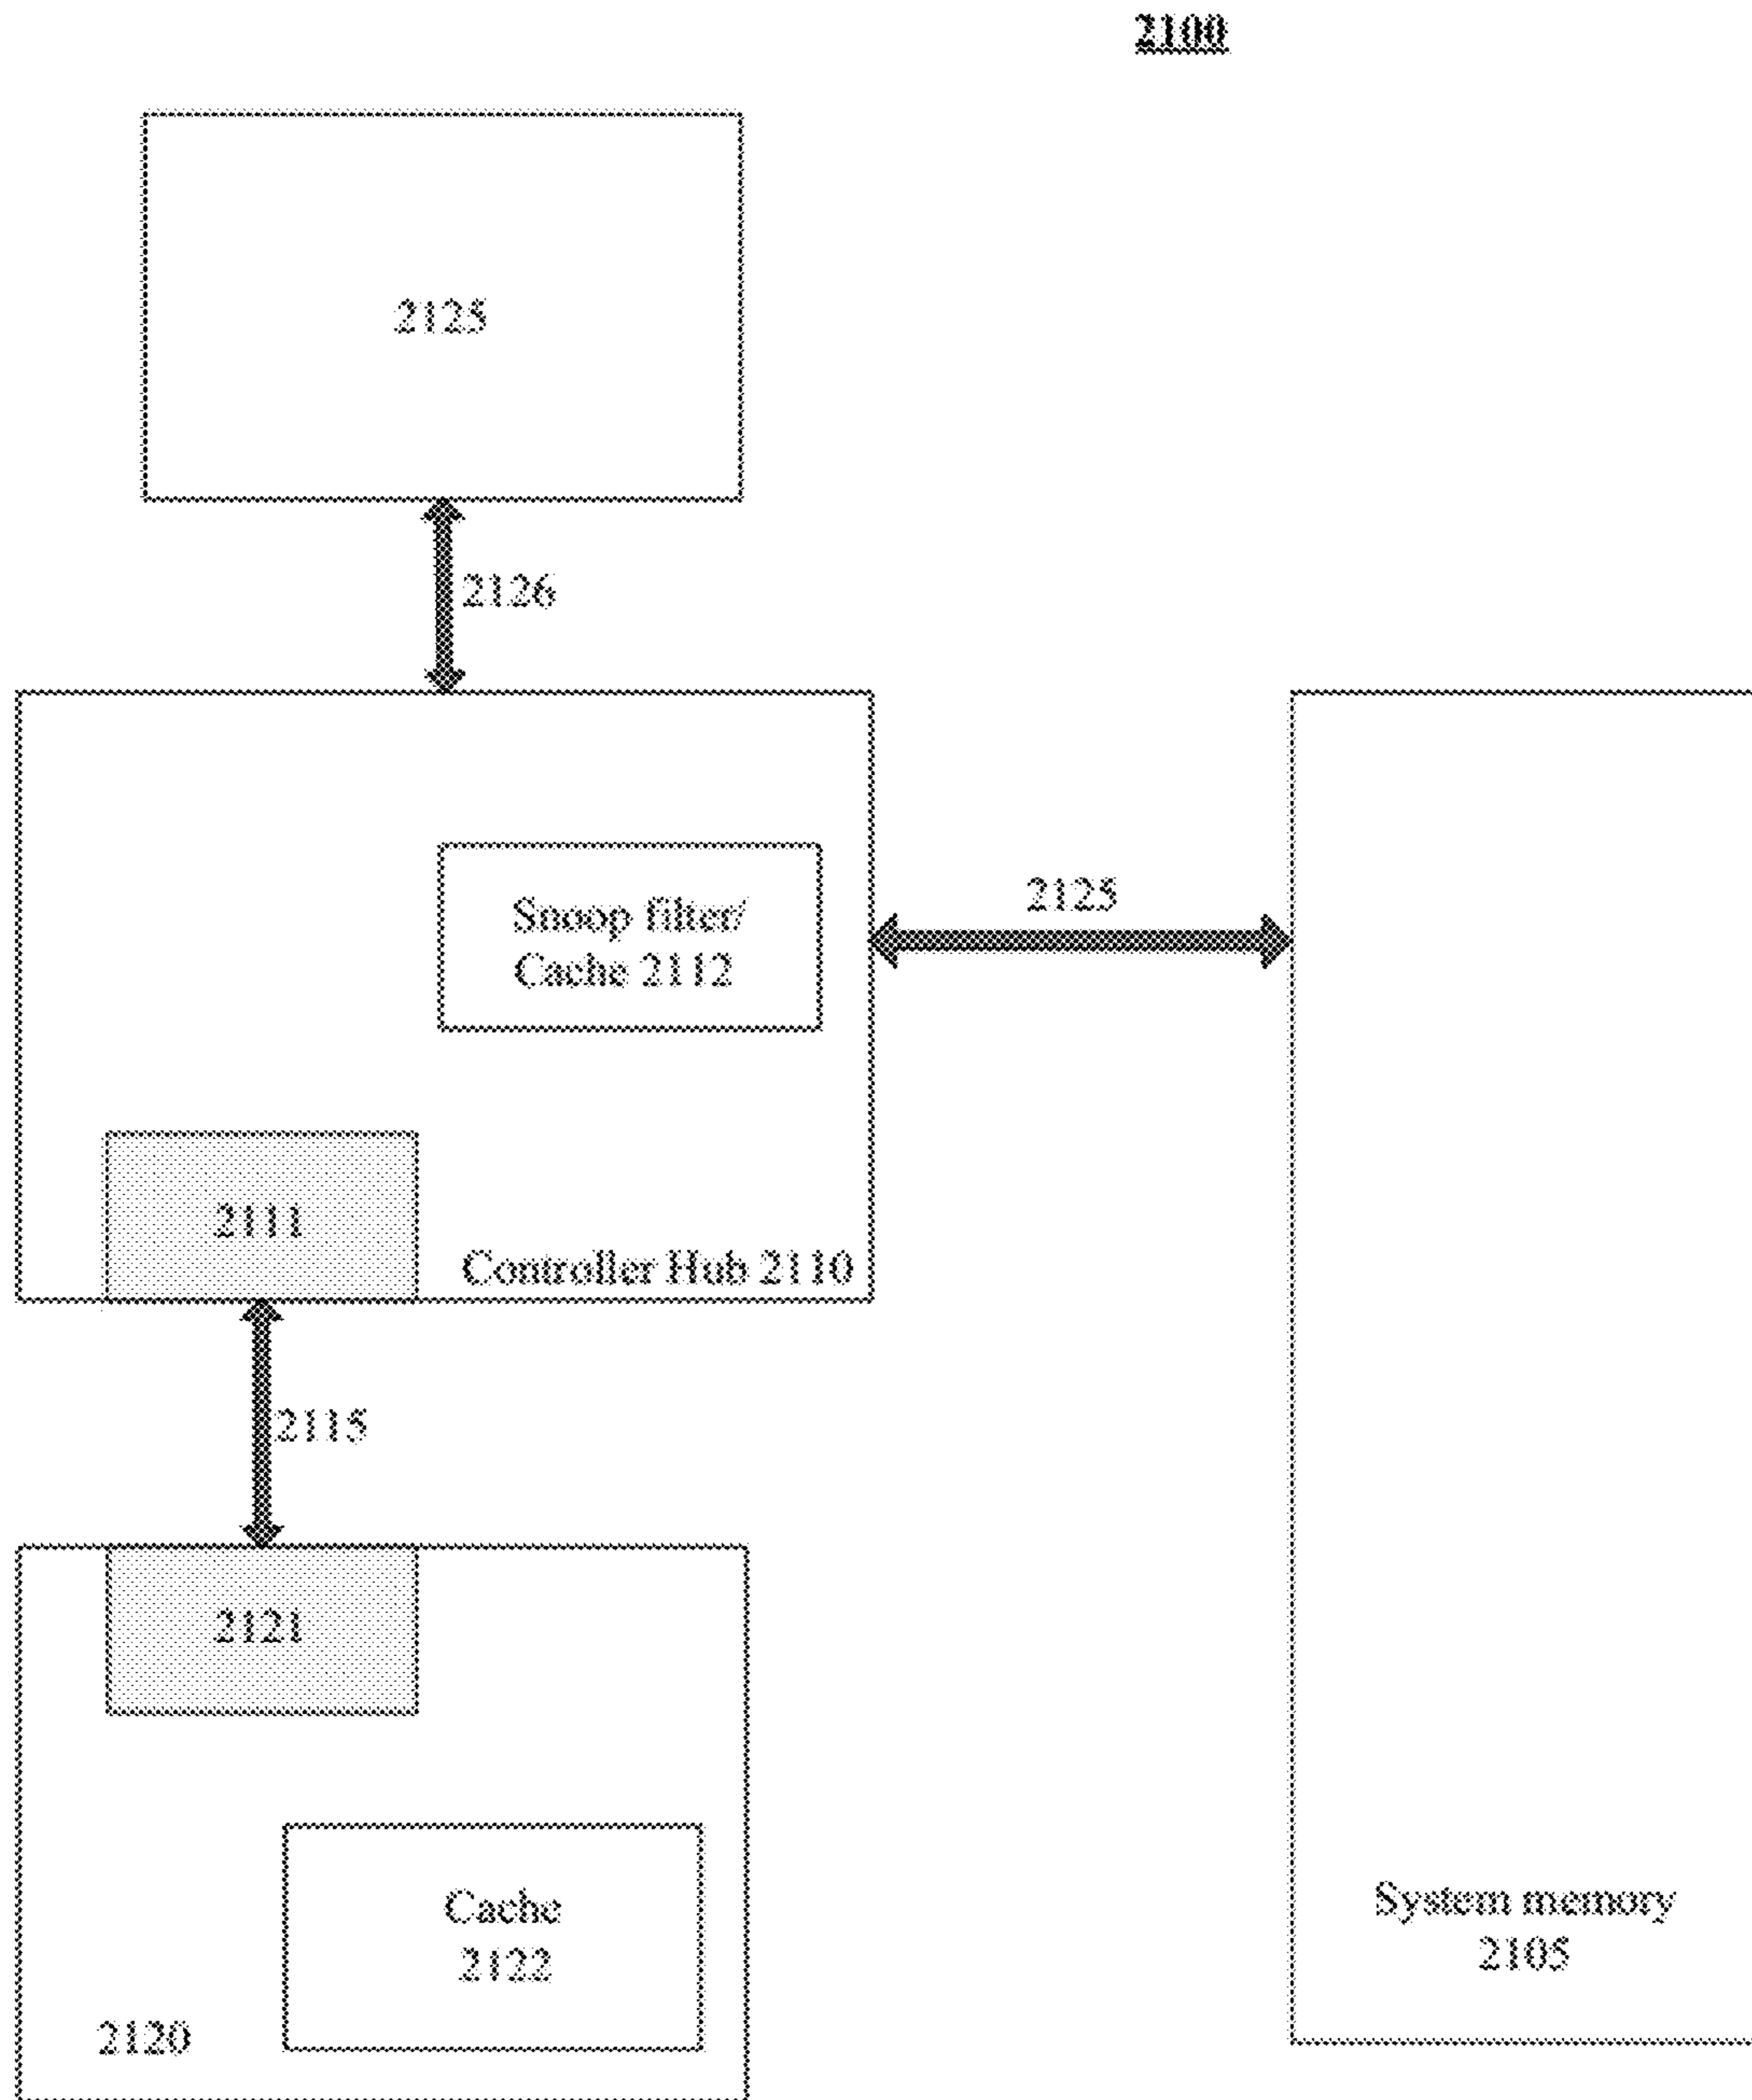 2100
2125
2126
Snoop filter/
Cache 2112
2125
2111
Controller Hub 2110
2115
2121
Cache
2122
2120
System memory
2105